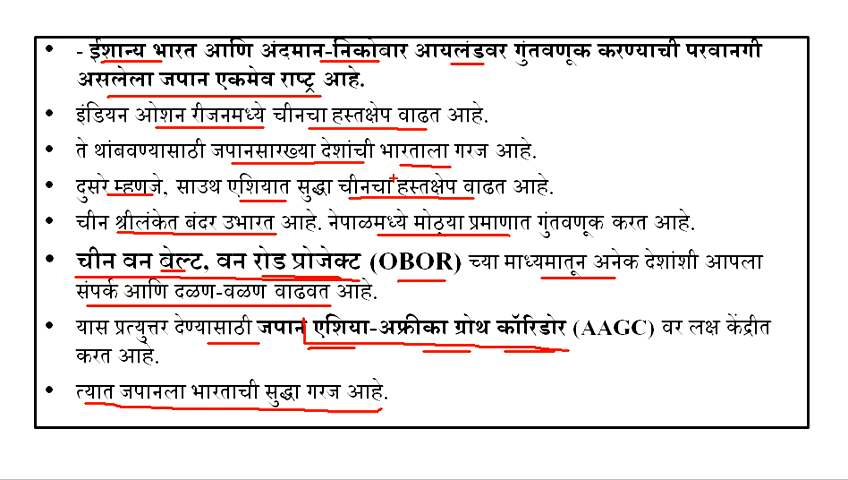 • - ईशान्य भारत आणि अंदमान-निकोबार आयलंडवर गुंतवणूक करण्याची परवानगी
असलेला जपान एकमेव राष्ट्र आहे.
• इंडियन ओशन रीजनमध्ये चीनचा हस्तक्षेप वाढत आहे.
• ते थांबवण्यासाठी जपानसारख्या देशांची भारताला गरज आहे.
• दुसरे म्हणजे, साउथ एशियात सुद्धा चीनचा हस्तक्षेप वाढत आहे.
• चीन श्रीलंकेत बंदर उभारत आहे. नेपाळमध्ये मोठ्या प्रमाणात गुंतवणूक करत आहे.
• चीन वन बेल्ट, वन रोड प्रोजेक्ट (OBOR) च्या माध्यमातून अनेक देशांशी आपला
संपर्क आणि दळण-वळण वाढवत आहे.
• यास प्रत्युत्तर देण्यासाठी जपान एशिया-अफ्रीका ग्रोथ कॉरिडोर (AAGC) वर लक्ष केंद्रीत
करत आहे.
• त्यात जपानला भारताची सुद्धा गरज आहे.